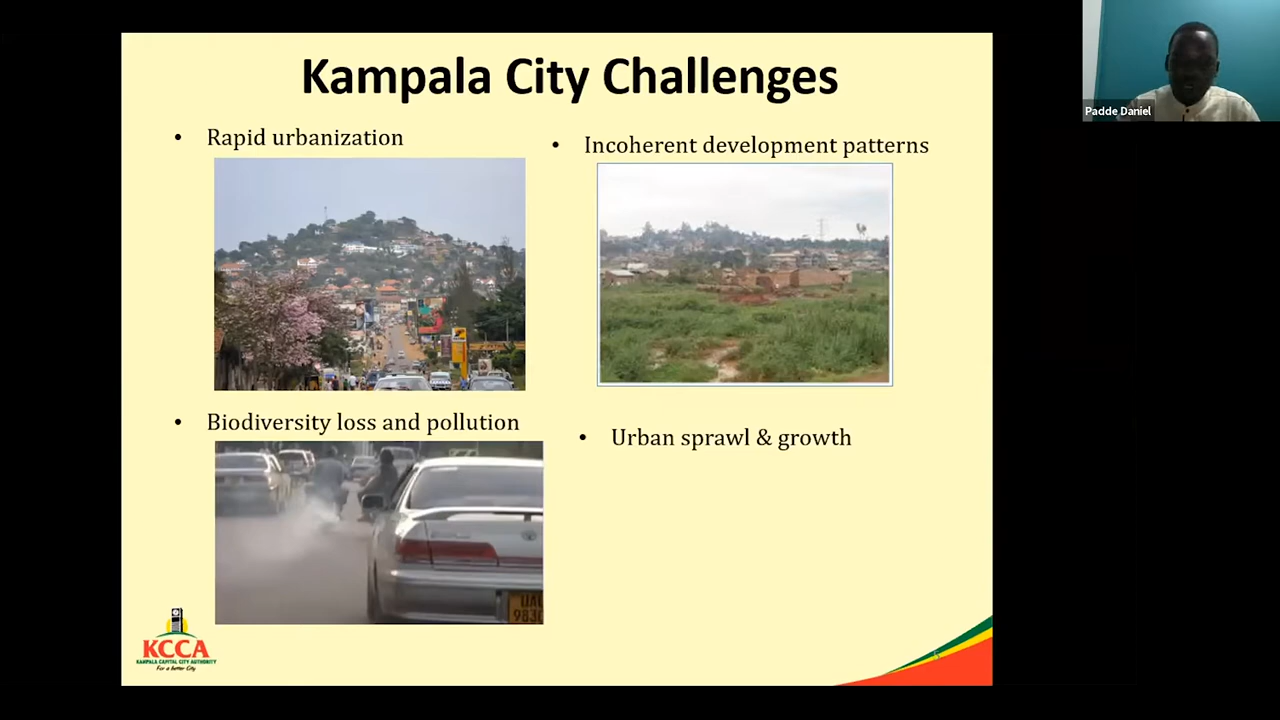 Kampala City Challenges
Padde Daniel
• Rapid urbanization
• Incoherent development patterns
• Biodiversity loss and pollution
• Urban sprawl & growth
KCCA
KAMPALA CAPITAL CITY AUTHORITY
For a Better City